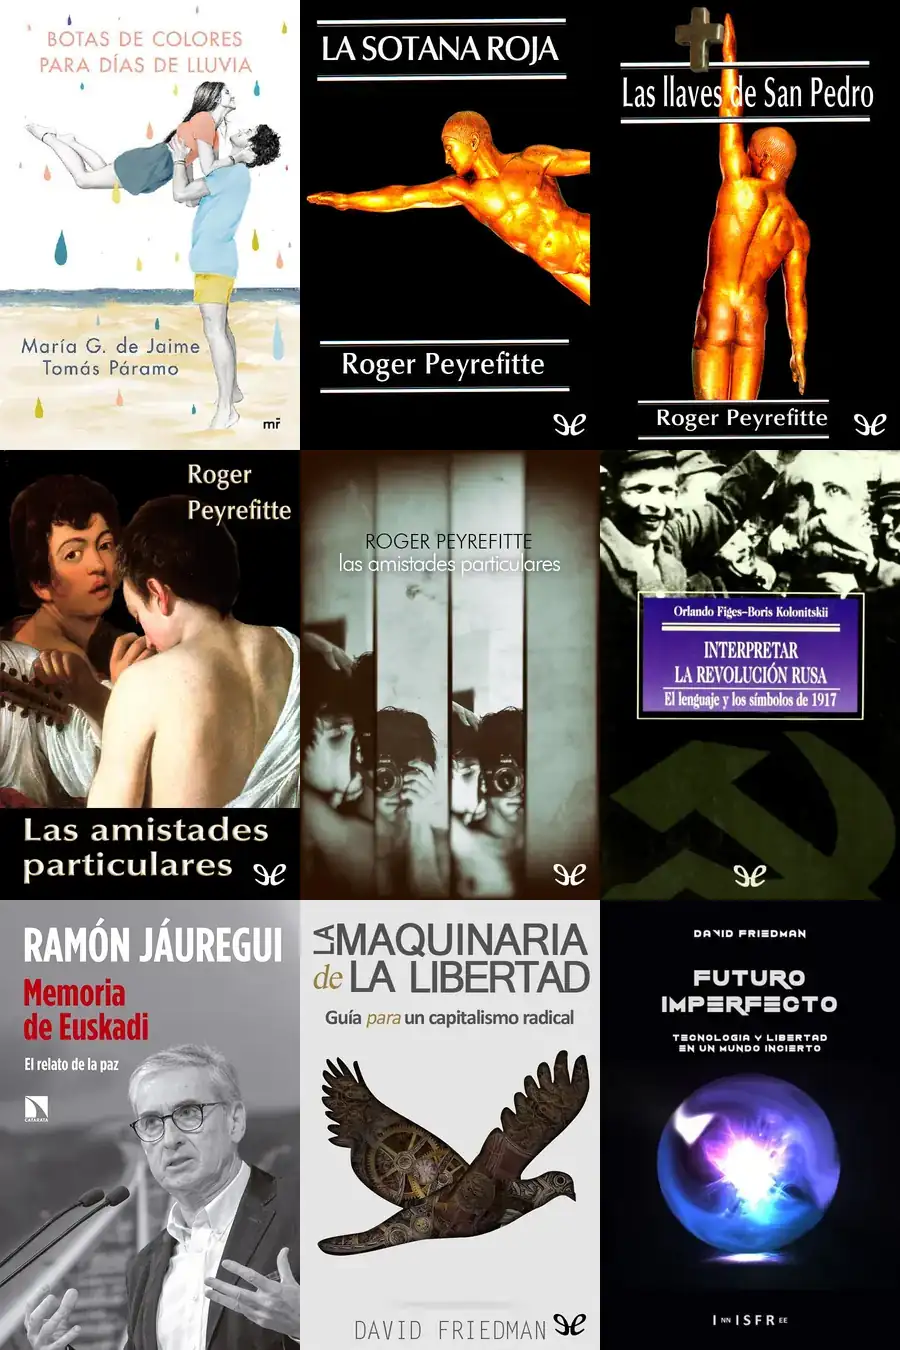 BOTAS DE COLORES
PARA DÍAS DE LLUVIA
María G. de Jaime
Tomás Páramo
mr
LA SOTANA ROJA
Roger Peyrefitte
Las llaves de San Pedro
Roger Peyrefitte
Roger
Peyrefitte
Las amistades
particulares
ROGER PEYREFITTE
las amistades particulares
Orlando Figes-Boris Kolonitskii
INTERPRETAR
LA REVOLUCIÓN RUSA
El lenguaje y los símbolos de 1917
RAMÓN JÁUREGUI
Memoria
de Euskadi
El relato de la paz
CATARATA
LA MAQUINARIA
de LA LIBERTAD
Guía para un capitalismo radical
DAVID FRIEDMAN
DAVID FRIEDMAN
FUTURO
IMPERFECTO
TECNOLOGIA Y LIBERTAD
EN UN MUNDO INCIERTO
INNISFREE